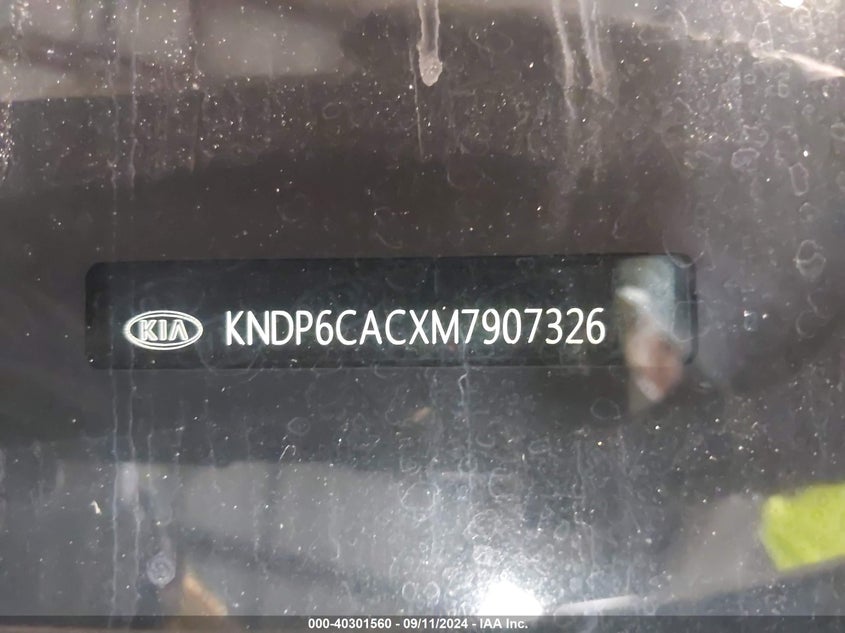 KIA KNDP6CACXM7907326
000-40301560 - 09/11/2024 - IAA Inc.